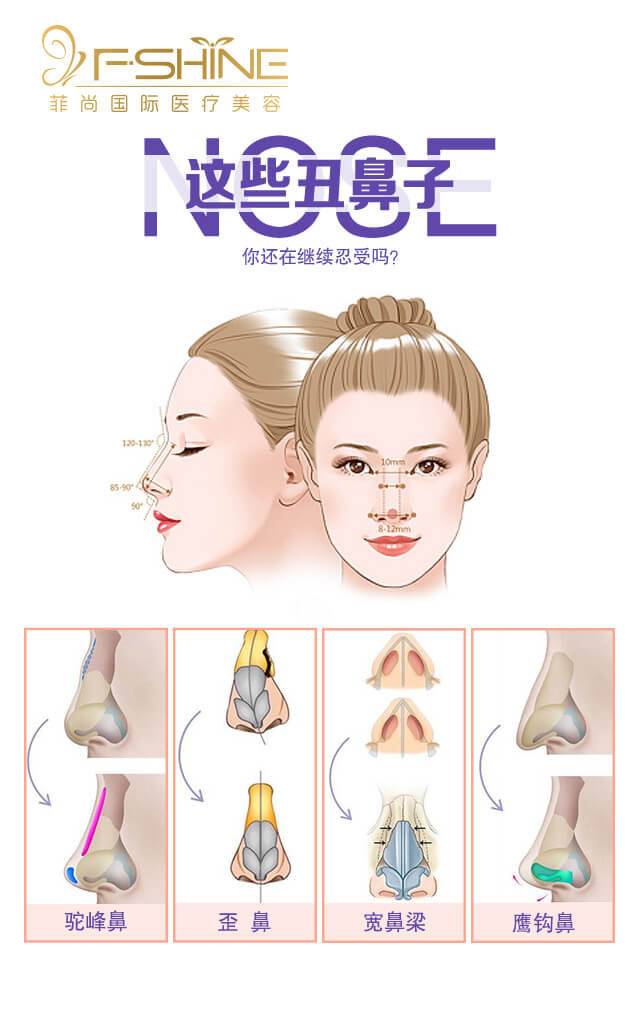 F·SHINE
菲尚国际医疗美容
NOSE
这些丑鼻子
你还在继续忍受吗?
120-130°
85-90°
90°
10mm
8-12mm
驼峰鼻
歪 鼻
宽鼻梁
鹰钩鼻